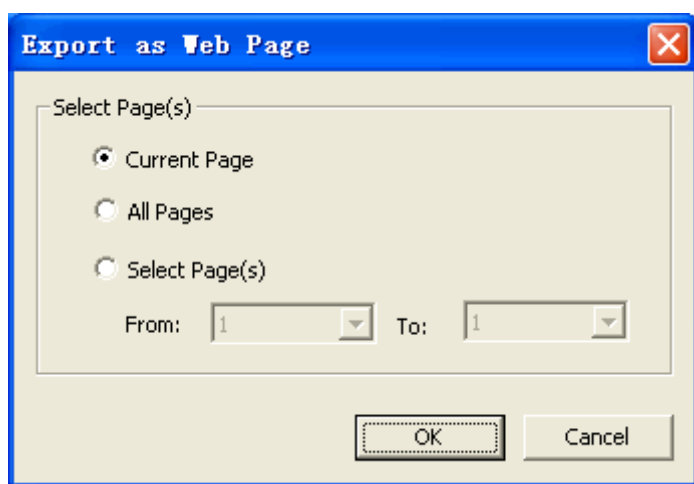 Export as Web Page
Select Page(s)
Current Page
All Pages
Select Page(s)
From: 1 To: 1
OK Cancel